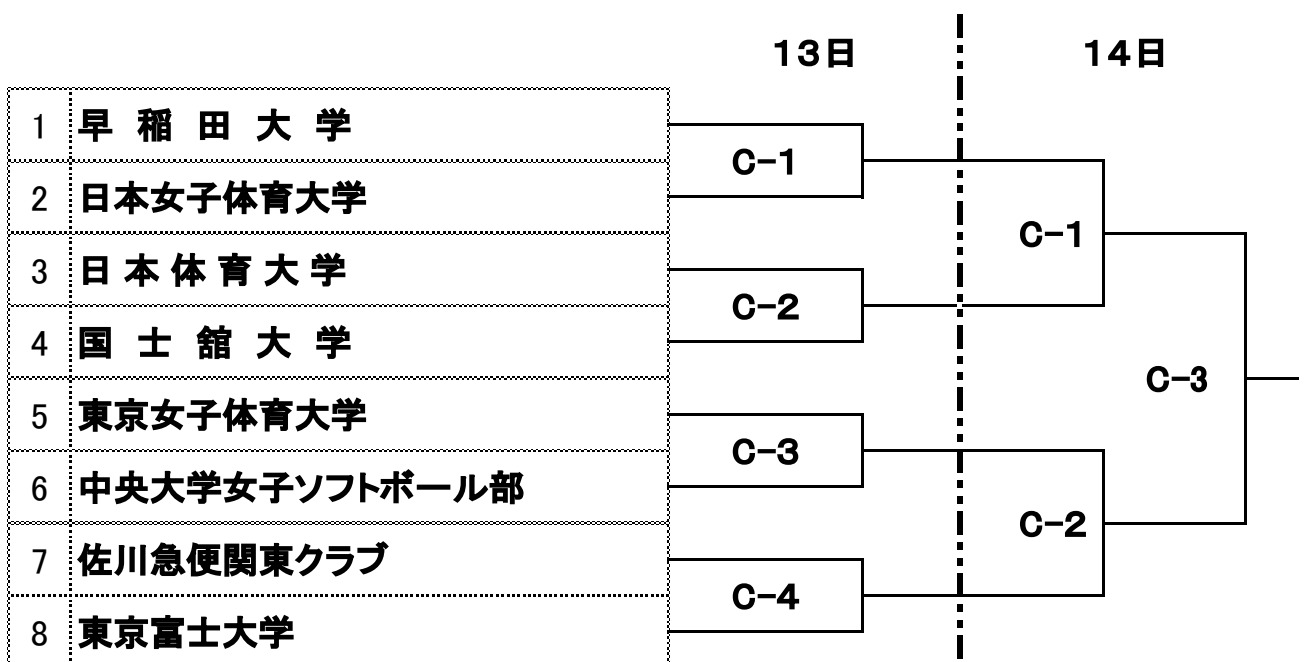 13日 14日
1 早稲田大学
2 日本女子体育大学
3 日本体育大学
4 国士舘大学
5 東京女子体育大学
6 中央大学女子ソフトボール部
7 佐川急便関東クラブ
8 東京富士大学
C-1
C-2
C-3
C-4
C-1
C-2
C-3